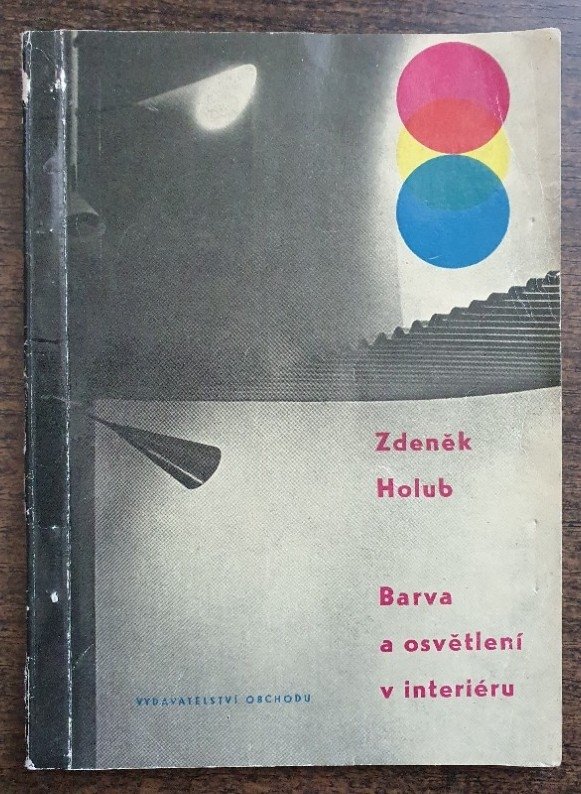 Zdeněk
Holub
Barva
a osvětlení
v interiéru
VYDAVATELSTVÍ OBCHODU